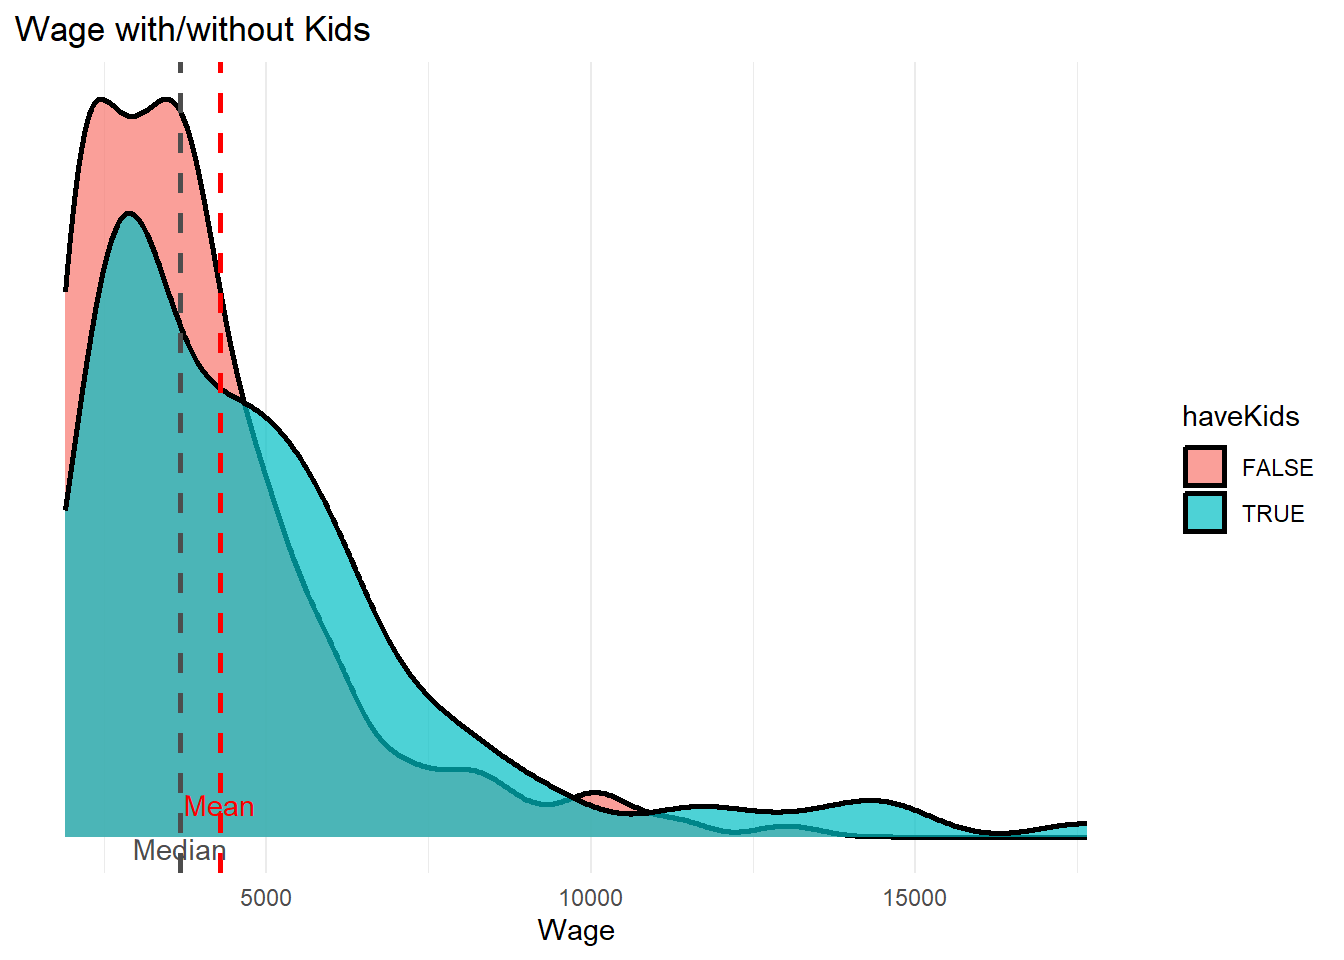 Wage with/without Kids
haveKids
FALSE
TRUE
Mean
Median
5000 10000 15000
Wage